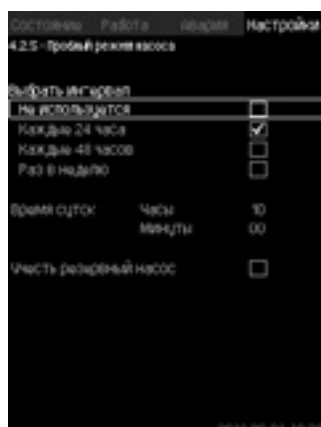 Состояние Работа Авария Настройки
4.2.5 - Пробный режим насоса
Выбрать интервал
Не используется
Каждые 24 часа
Каждые 48 часов
Раз в неделю
Время суток Часы 10
Минуты 00
Учесть резервный насос